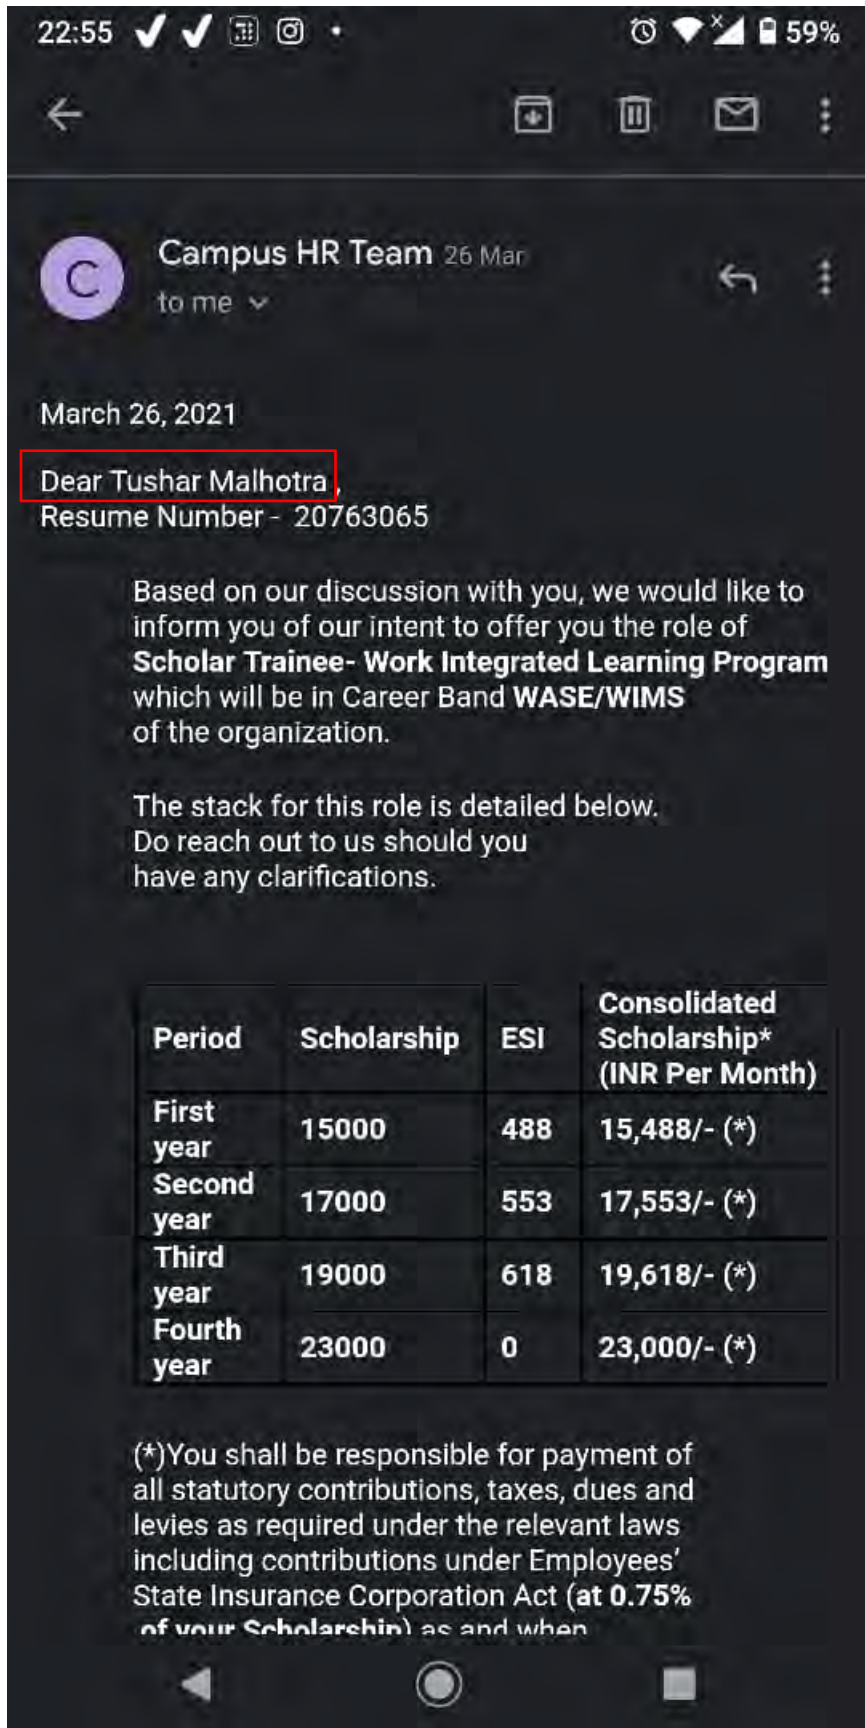 22:55 59%
Campus HR Team 26 Mar
to me
March 26, 2021
Dear Tushar Malhotra ,
Resume Number - 20763065
Based on our discussion with you, we would like to
inform you of our intent to offer you the role of
Scholar Trainee- Work Integrated Learning Program
which will be in Career Band WASE/WIMS
of the organization.
The stack for this role is detailed below.
Do reach out to us should you
have any clarifications.
Period Scholarship ESI Consolidated Scholarship* (INR Per Month)
First year 15000 488 15,488/- (*)
Second year 17000 553 17,553/- (*)
Third year 19000 618 19,618/- (*)
Fourth year 23000 0 23,000/- (*)
(*)You shall be responsible for payment of
all statutory contributions, taxes, dues and
levies as required under the relevant laws
including contributions under Employees’
State Insurance Corporation Act (at 0.75%
of your Scholarship) as and when